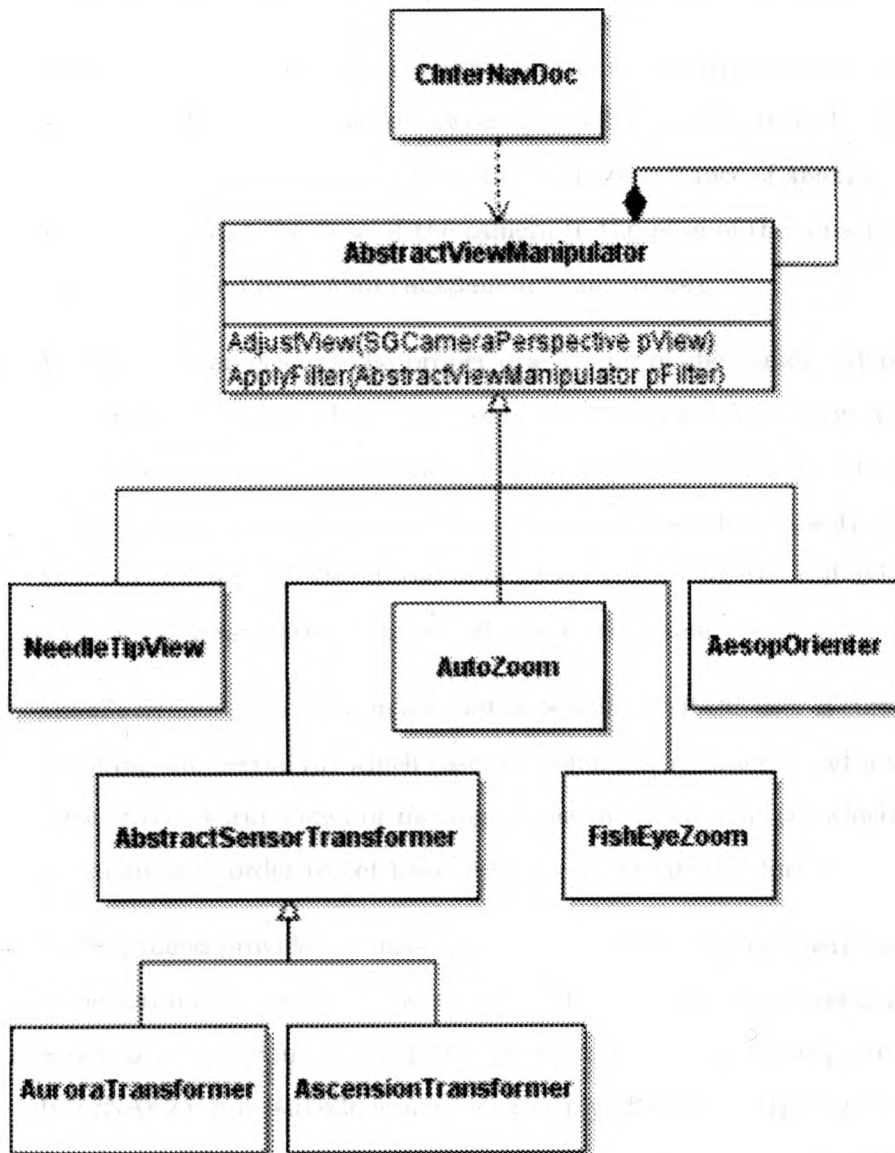 CInterNavDoc
AbstractViewManipulator
AdjustView(SGCameraPerspective pView)
ApplyFilter(AbstractViewManipulator pFilter)
NeedleTipView
AutoZoom
AesopOrienter
AbstractSensorTransformer
FishEyeZoom
AuroraTransformer
AscensionTransformer